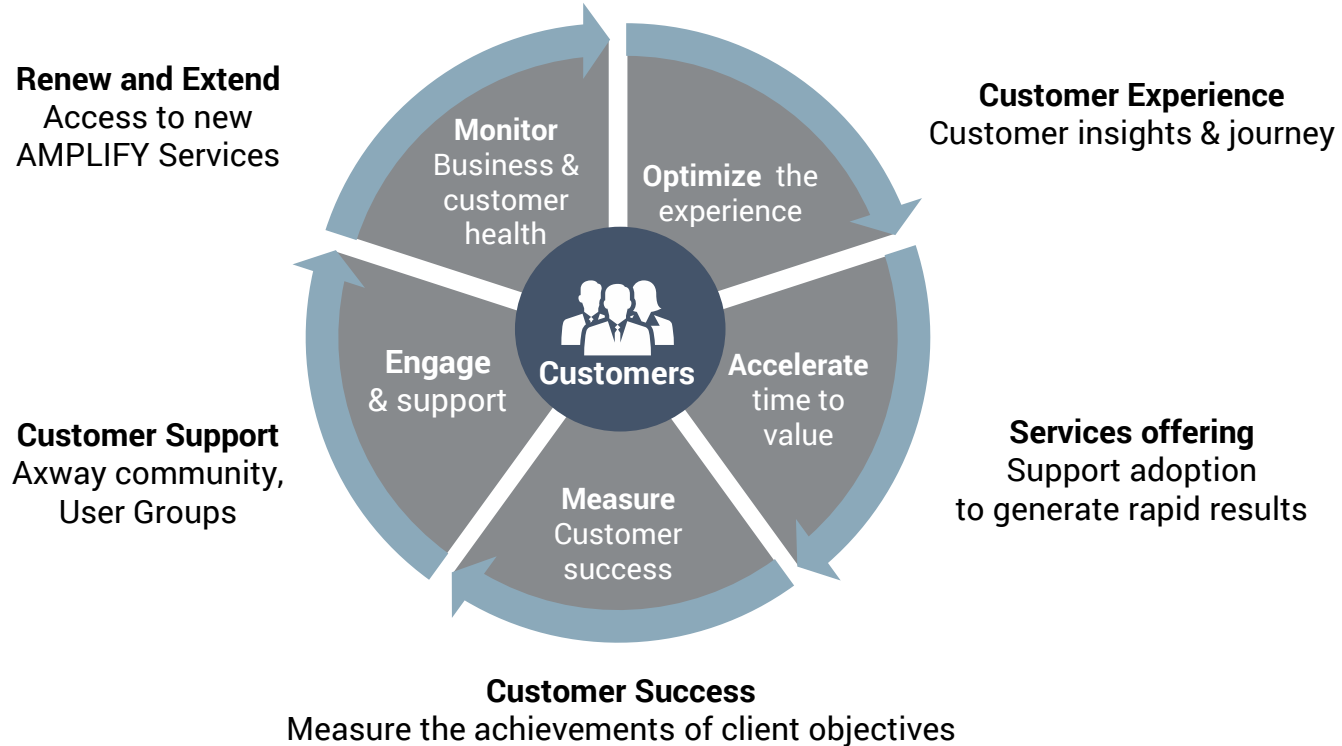 Renew and Extend
Access to new
AMPLIFY Services
Monitor
Business &
customer
health
Optimize the
experience
Customer Experience
Customer insights & journey
Customers
Engage
& support
Accelerate
time to
value
Customer Support
Axway community,
User Groups
Services offering
Support adoption
to generate rapid results
Measure
Customer
success
Customer Success
Measure the achievements of client objectives